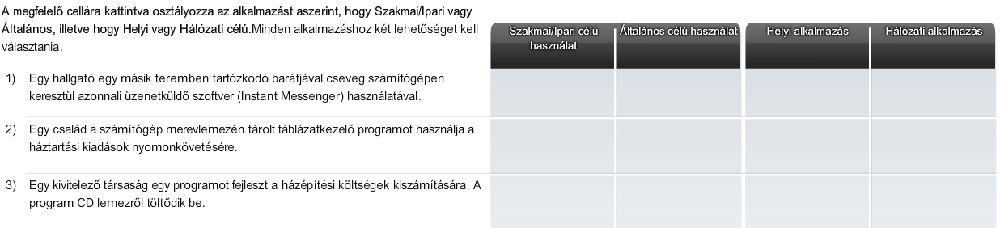 A megfelelő cellára kattintva osztályozza az alkalmazást aszerint, hogy Szakmai/Ipari vagy
Általános, illetve hogy Helyi vagy Hálózati célú.Minden alkalmazáshoz két lehetőséget kell
választania.
Szakmai/Ipari célú
használat
Általános célú használat
Helyi alkalmazás
Hálózati alkalmazás
1) Egy hallgató egy másik teremben tartózkodó barátjával cseveg számítógépen
keresztül azonnali üzenetküldő szoftver (Instant Messenger) használatával.
2) Egy család a számítógép merevlemezén tárolt táblázatkezelő programot használja a
háztartási kiadások nyomonkövetésére.
3) Egy kivitelező társaság egy programot fejleszt a házépítési költségek kiszámítására. A
program CD lemezről töltődik be.